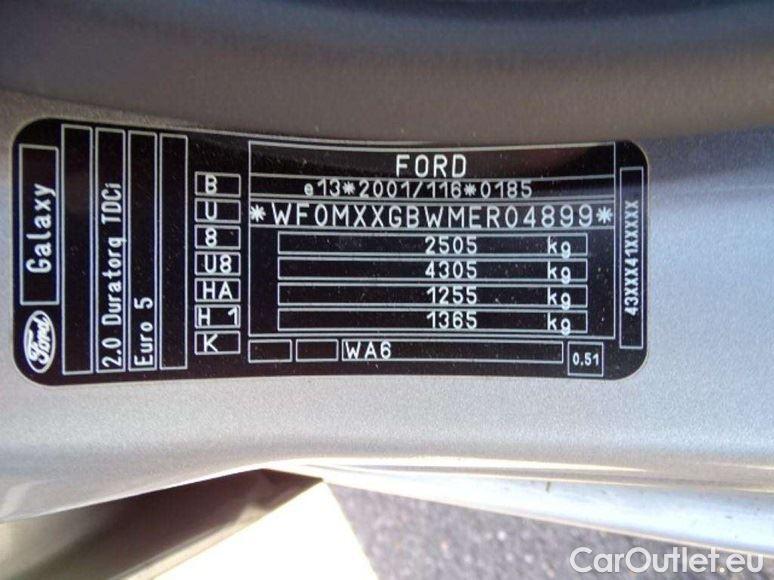 FORD
e13*2001/116*0185
*WF0MXXGBWMER04899*
2505 kg
4305 kg
1255 kg
1365 kg
WA6
0.51
B
U
8
U8
HA
H 1
K
Ford
Galaxy
2.0 Duratorq TDCi
Euro 5
43XXX41XXXXX
CarOutlet.eu